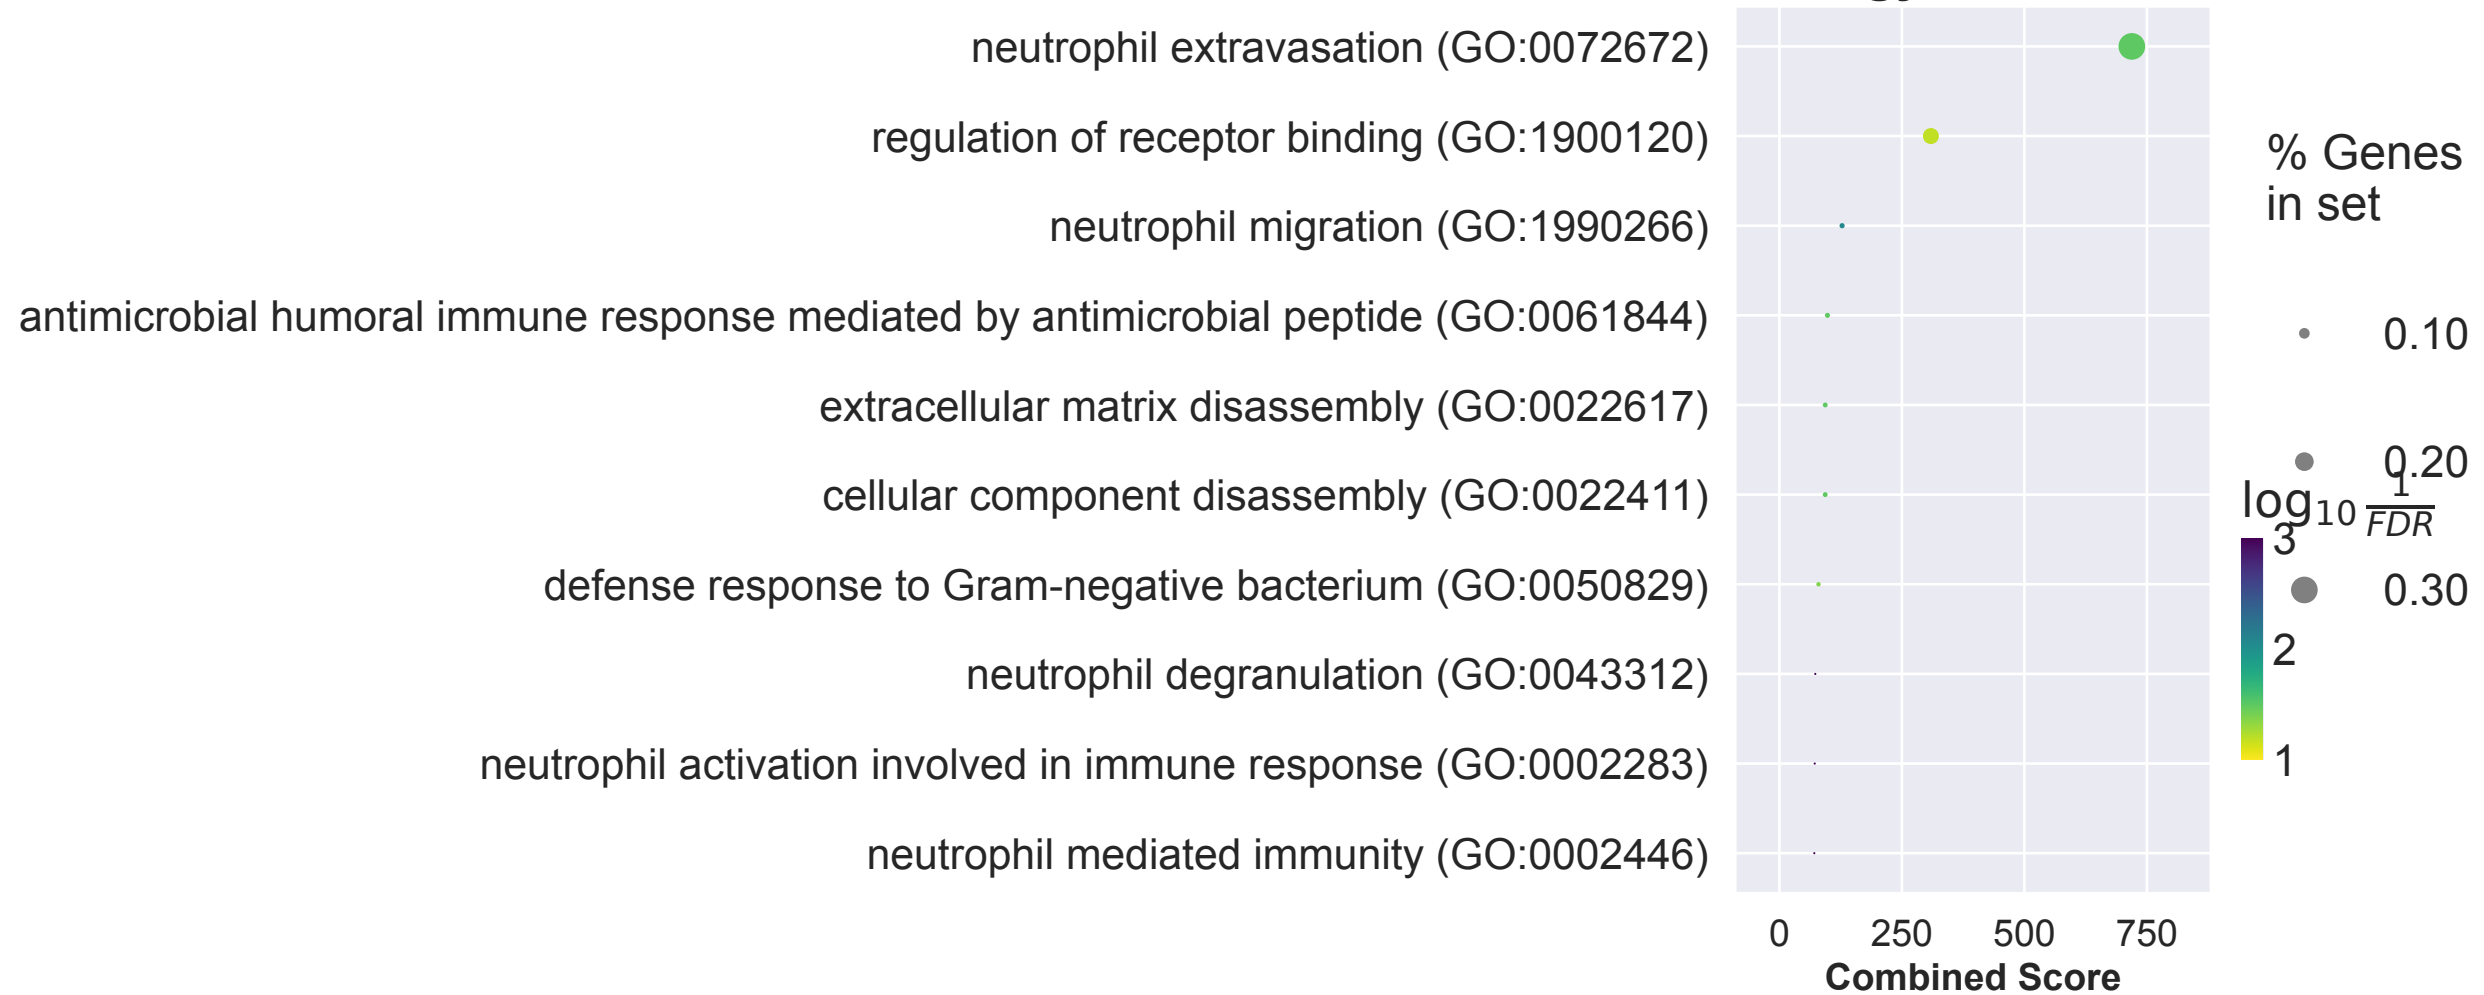 neutrophil extravasation (GO:0072672)
regulation of receptor binding (GO:1900120)
neutrophil migration (GO:1990266)
antimicrobial humoral immune response mediated by antimicrobial peptide (GO:0061844)
extracellular matrix disassembly (GO:0022617)
cellular component disassembly (GO:0022411)
defense response to Gram-negative bacterium (GO:0050829)
neutrophil degranulation (GO:0043312)
neutrophil activation involved in immune response (GO:0002283)
neutrophil mediated immunity (GO:0002446)
0 250 500 750
Combined Score
% Genes
in set
0.10
0.20
0.30
log10 1/FDR
3
2
1